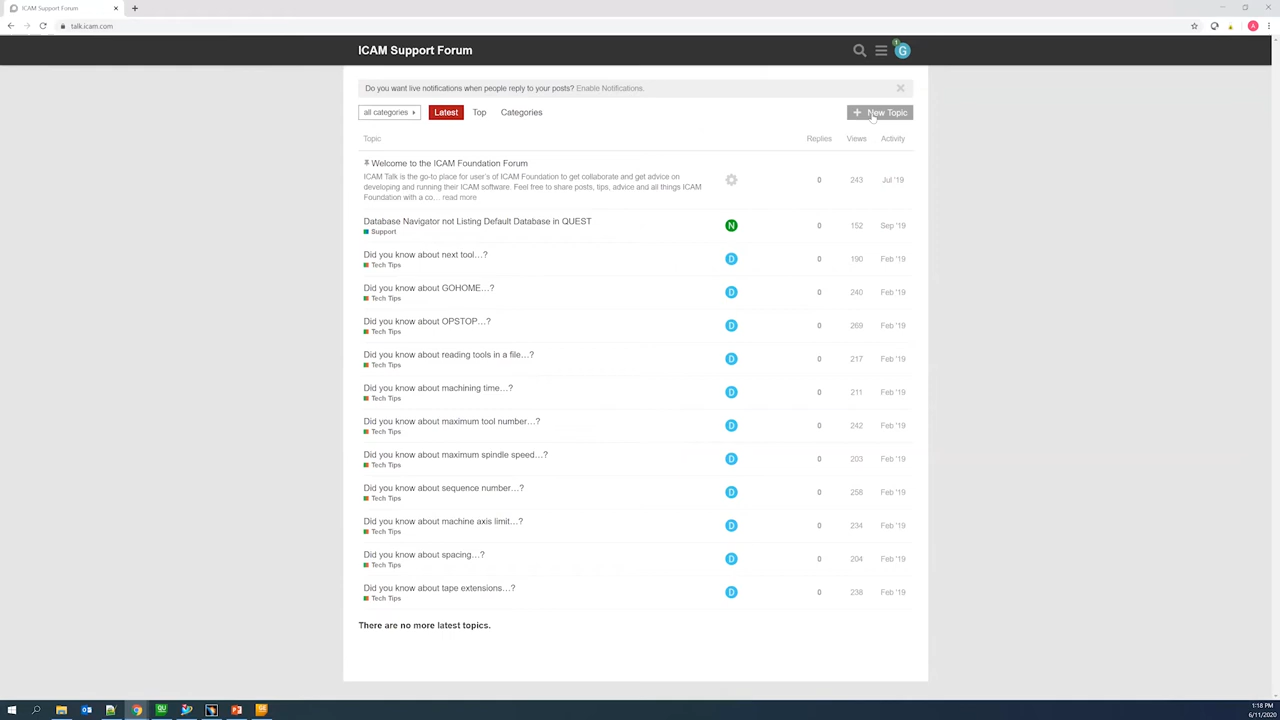 ICAM Support Forum
talk.icam.com
A
ICAM Support Forum
1
G
Do you want live notifications when people reply to your posts? Enable Notifications.
all categories
Latest
Top
Categories
+ New Topic
Topic
Replies
Views
Activity
Welcome to the ICAM Foundation Forum
ICAM Talk is the go-to place for user's of ICAM Foundation to get collaborate and get advice on
developing and running their ICAM software. Feel free to share posts, tips, advice and all things ICAM
Foundation with a co… read more
0
243
Jul '19
Database Navigator not Listing Default Database in QUEST
Support
N
0
152
Sep '19
Did you know about next tool…?
Tech Tips
D
0
190
Feb '19
Did you know about GOHOME…?
Tech Tips
D
0
240
Feb '19
Did you know about OPSTOP…?
Tech Tips
D
0
269
Feb '19
Did you know about reading tools in a file…?
Tech Tips
D
0
217
Feb '19
Did you know about machining time…?
Tech Tips
D
0
211
Feb '19
Did you know about maximum tool number…?
Tech Tips
D
0
242
Feb '19
Did you know about maximum spindle speed…?
Tech Tips
D
0
203
Feb '19
Did you know about sequence number…?
Tech Tips
D
0
258
Feb '19
Did you know about machine axis limit…?
Tech Tips
D
0
234
Feb '19
Did you know about spacing…?
Tech Tips
D
0
204
Feb '19
Did you know about tape extensions…?
Tech Tips
D
0
238
Feb '19
There are no more latest topics.
QU
GE
1:18 PM
6/11/2020